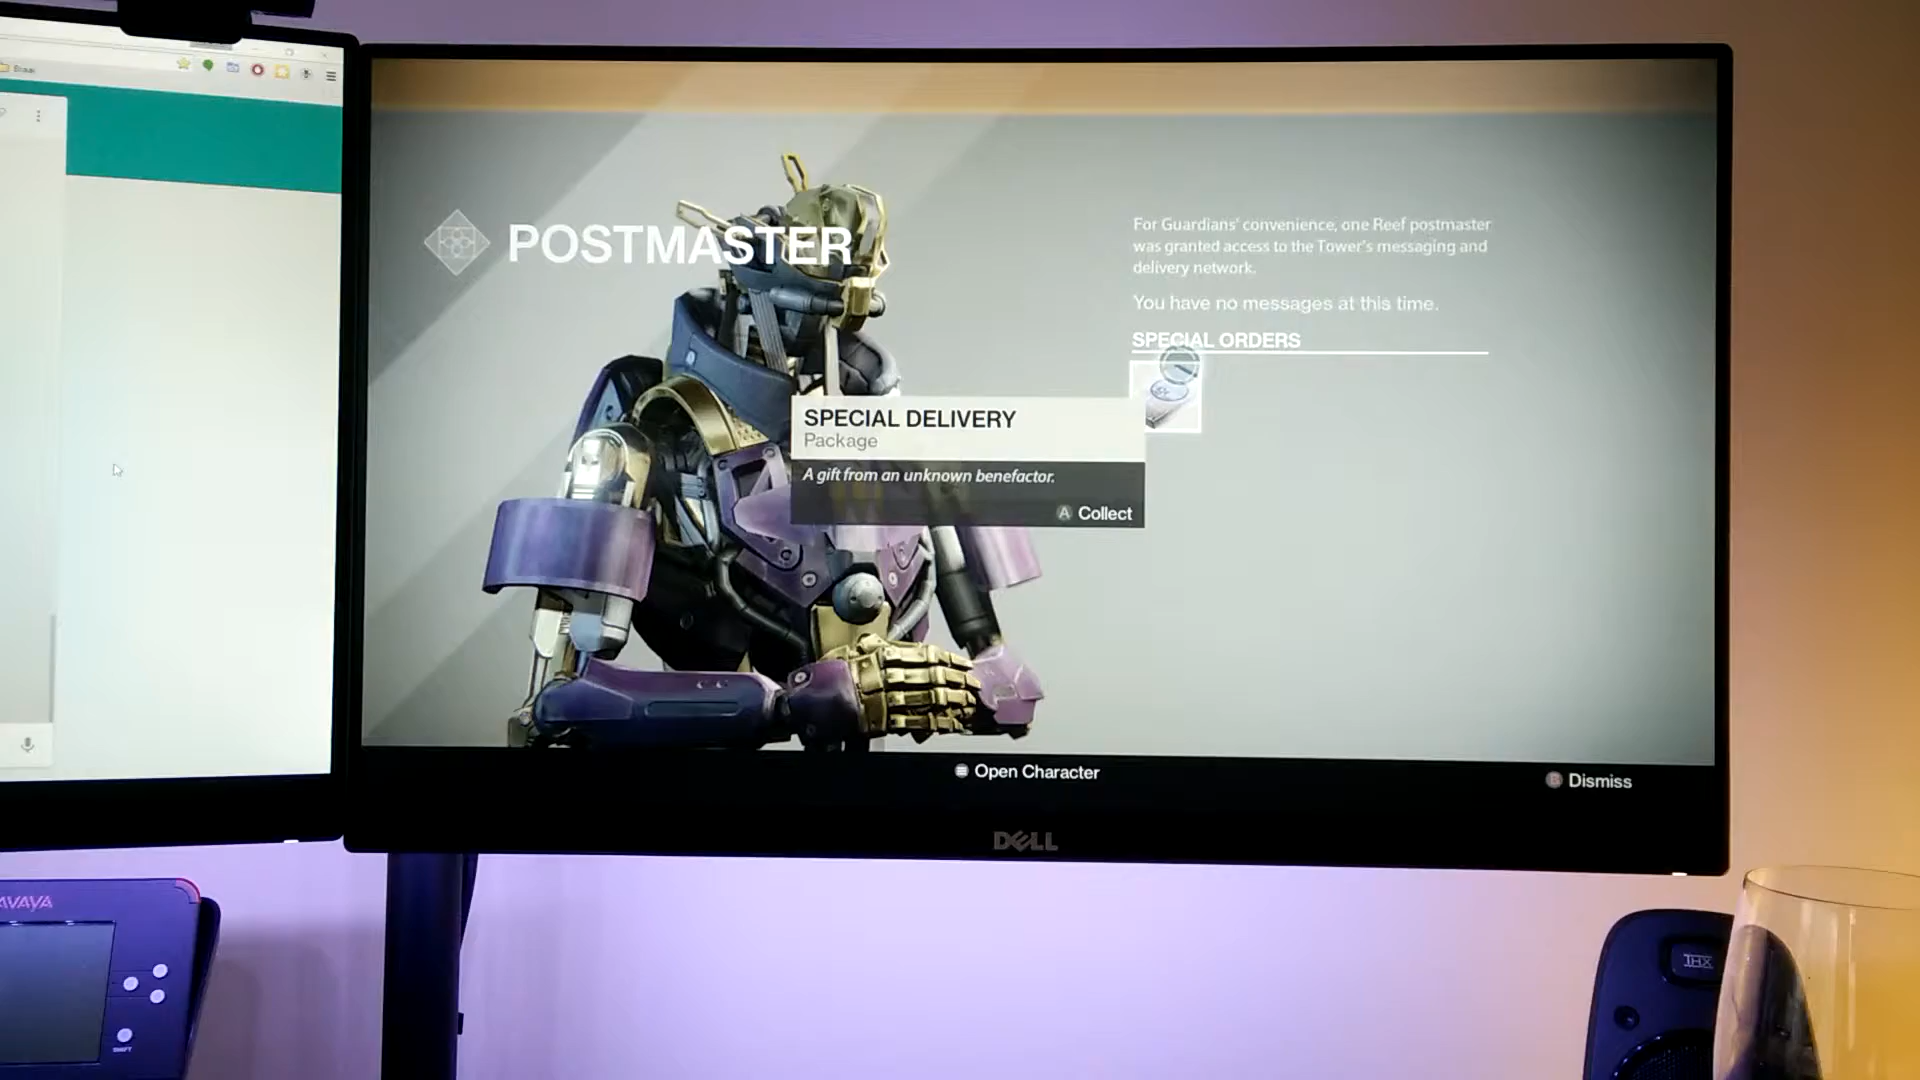 Braai
POSTMASTER
For Guardians' convenience, one Reef postmaster
was granted access to the Tower's messaging and
delivery network.
You have no messages at this time.
SPECIAL ORDERS
SPECIAL DELIVERY
Package
A gift from an unknown benefactor.
A Collect
Open Character
B Dismiss
DELL
AVAYA
SHIFT
THX